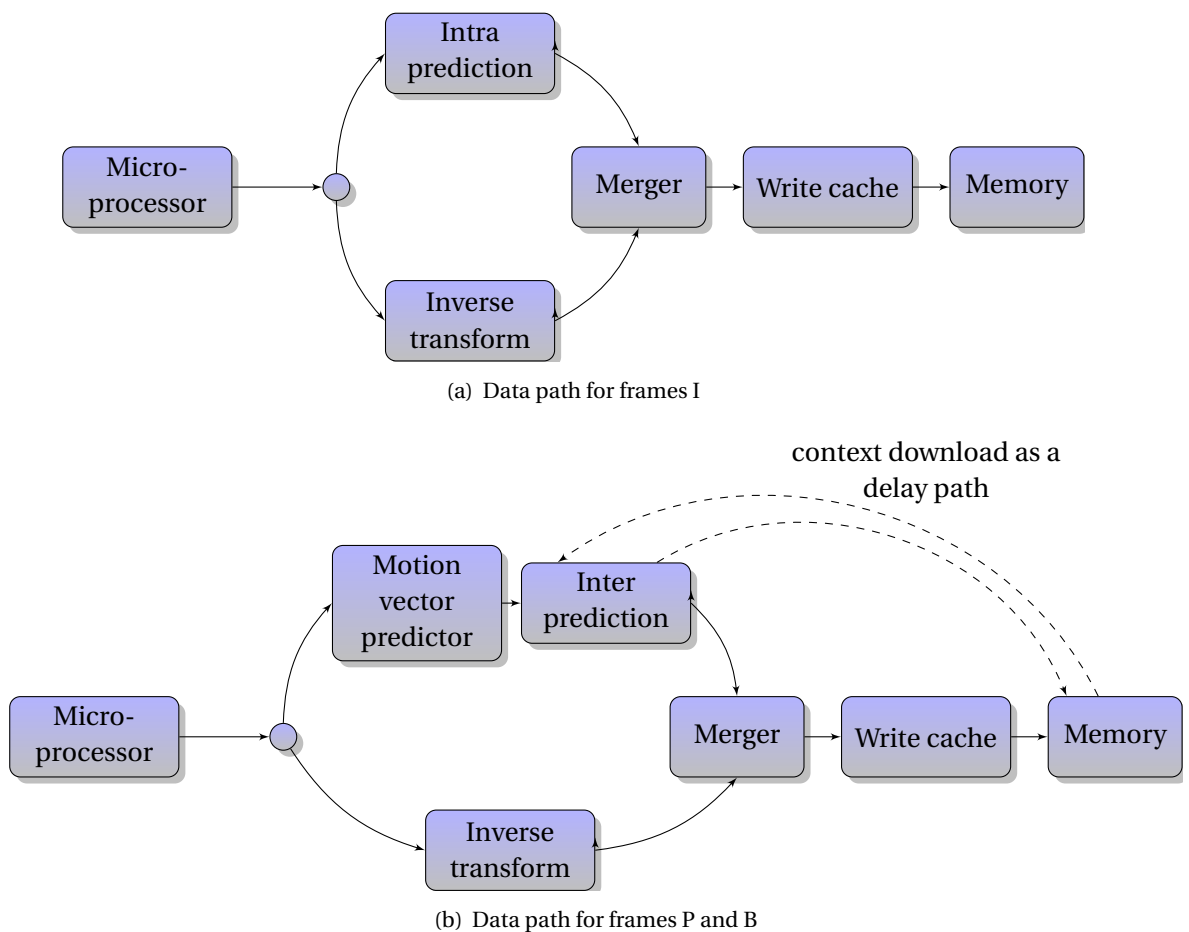 Intra
prediction
Micro-
processor
Merger
Write cache
Memory
Inverse
transform
(a) Data path for frames I
context download as a
delay path
Motion
vector
predictor
Inter
prediction
Micro-
processor
Merger
Write cache
Memory
Inverse
transform
(b) Data path for frames P and B